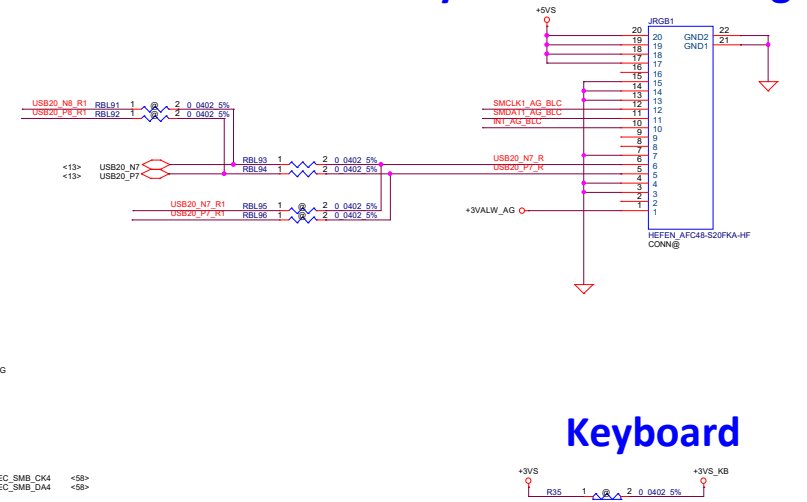 y g
+5VS
JRGB1
20 20 GND2 22
19 19 GND1 21
18 18
17 17
16 16
15 15
14 14
13 13
SMCLK1_AG_BLC 12 12
SMDAT1_AG_BLC 11 11
INT_AG_BLC 10 10
9 9
8 8
7 7
USB20_N7_R 6 6
USB20_P7_R 5 5
4 4
3 3
2 2
+3VALW_AG 1 1
HEFEN_AFC48-S20FKA-HF
CONN@
USB20_N8_R1 RBL91 1 @ 2 0 0402 5%
USB20_P8_R1 RBL92 1 @ 2 0 0402 5%
<13> USB20_N7 RBL93 1 2 0 0402 5%
<13> USB20_P7 RBL94 1 2 0 0402 5%
USB20_N7_R1 RBL95 1 @ 2 0 0402 5%
USB20_P7_R1 RBL96 1 @ 2 0 0402 5%
G
Keyboard
EC_SMB_CK4 <58>
EC_SMB_DA4 <58>
+3VS +3VS_KB
R35 1 @ 2 0 0402 5%